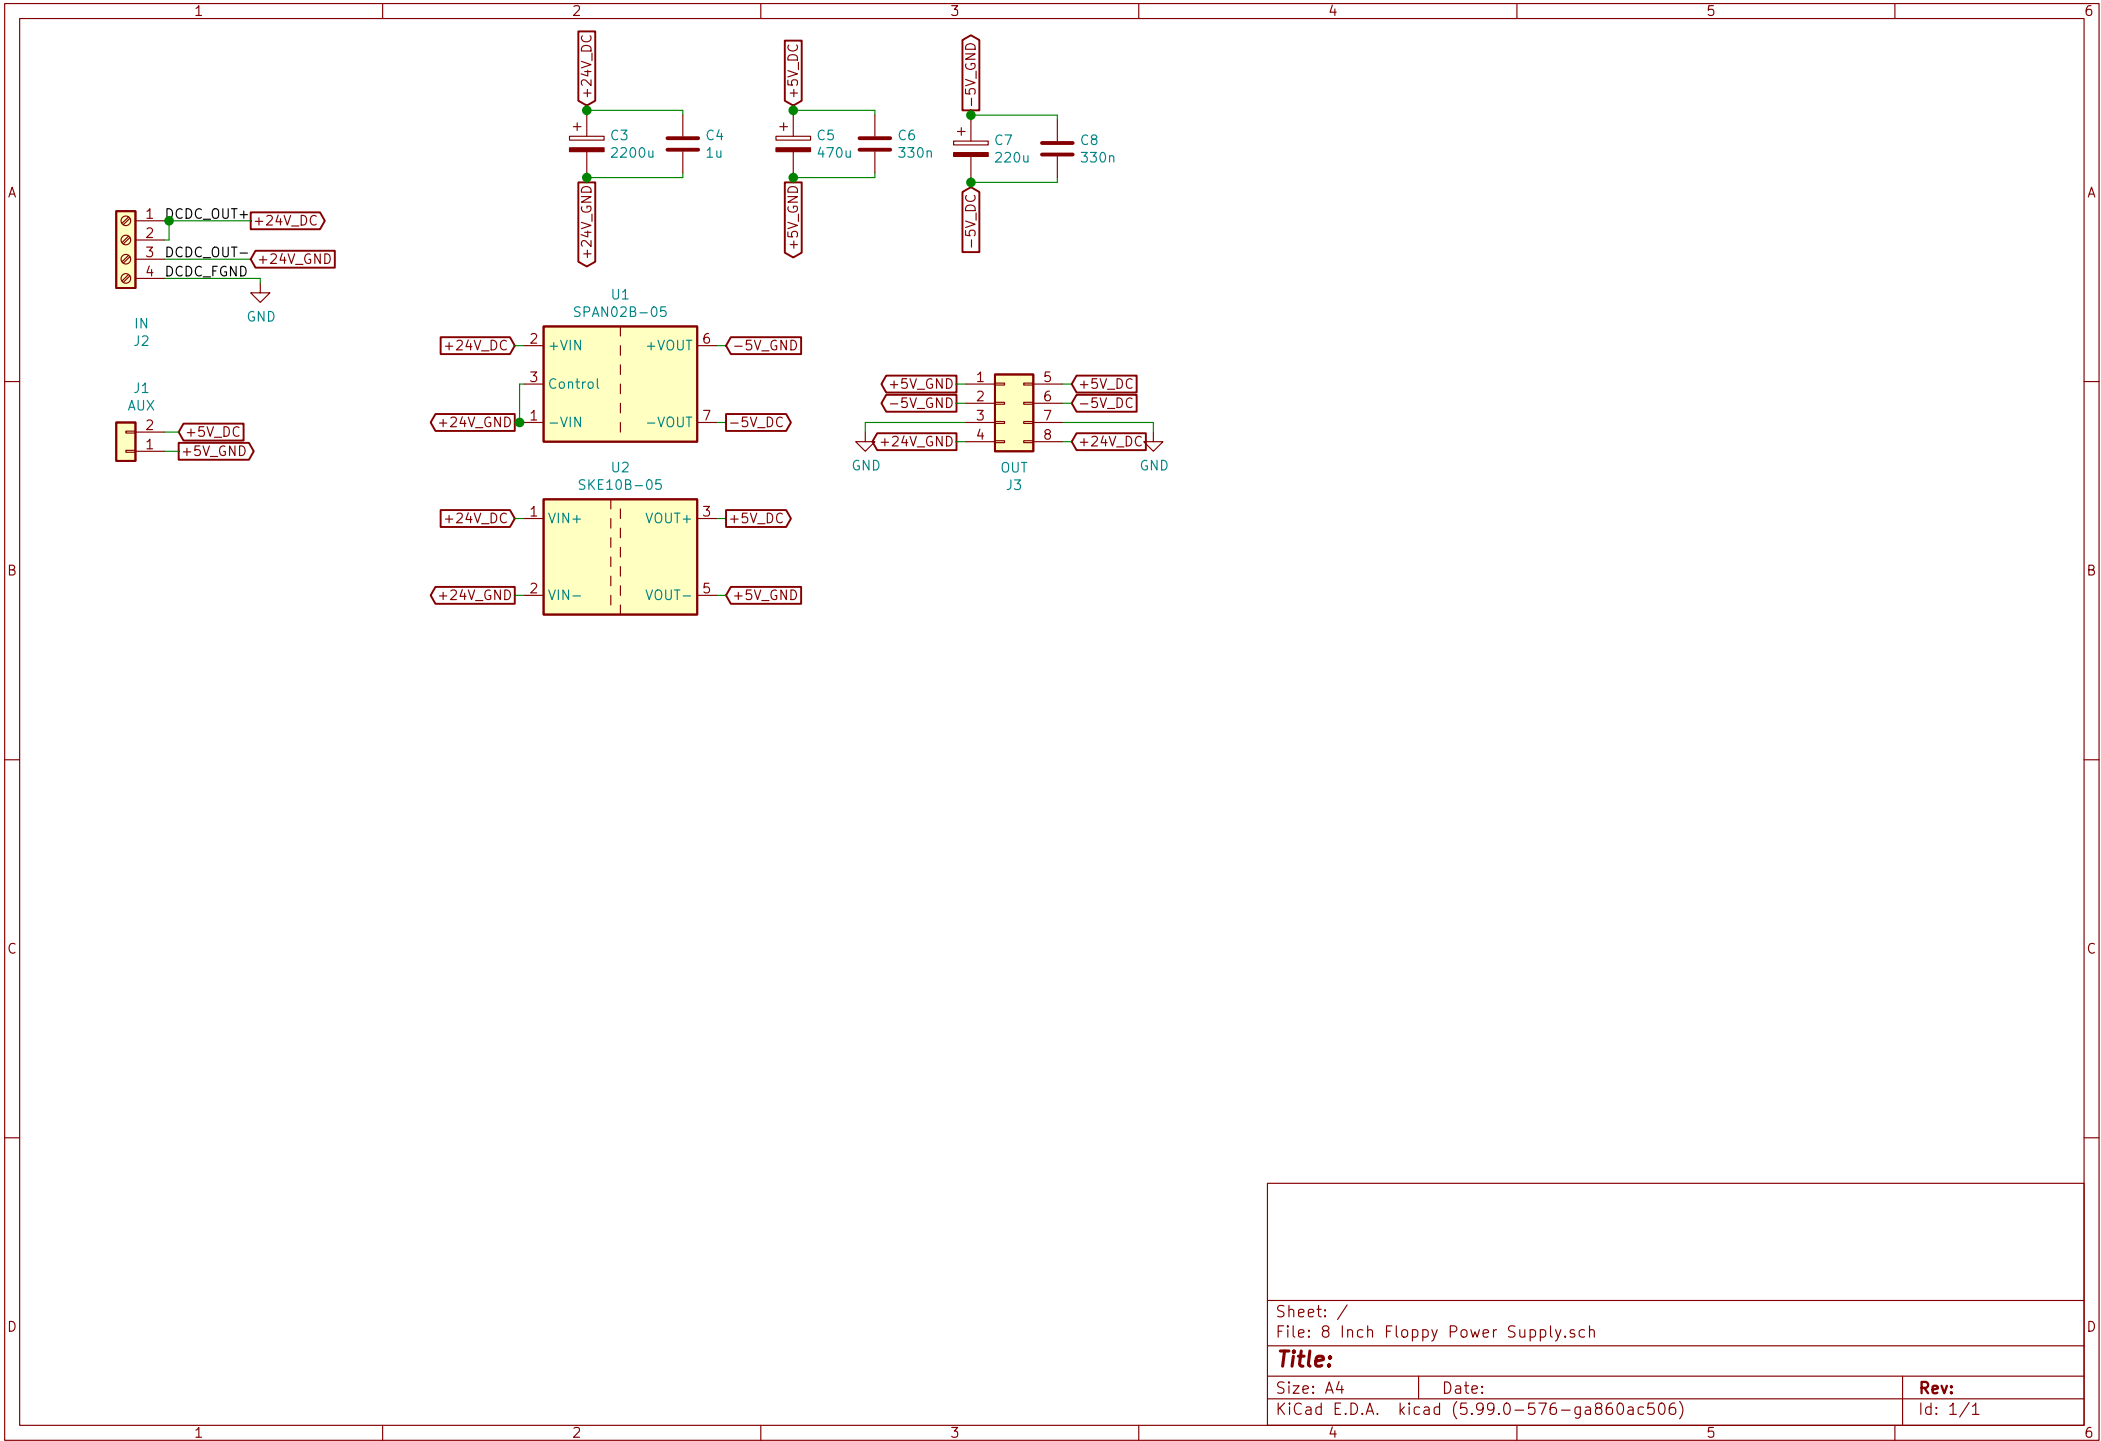 1 2 3 4 5 6
A
B
C
D
+24V_DC
C3
2200u
C4
1u
+24V_GND
+5V_DC
C5
470u
C6
330n
+5V_GND
-5V_GND
C7
220u
C8
330n
-5V_DC
+
+
+
1 DCDC_OUT+ +24V_DC
2
3 DCDC_OUT- +24V_GND
4 DCDC_FGND
GND
IN
J2
J1
AUX
2 +5V_DC
1 +5V_GND
U1
SPAN02B-05
+24V_DC 2 +VIN +VOUT 6 -5V_GND
3 Control
+24V_GND 1 -VIN -VOUT 7 -5V_DC
U2
SKE10B-05
+24V_DC 1 VIN+ VOUT+ 3 +5V_DC
+24V_GND 2 VIN- VOUT- 5 +5V_GND
+5V_GND 1 5 +5V_DC
-5V_GND 2 6 -5V_DC
3 7
+24V_GND 4 8 +24V_DC
GND GND
OUT
J3
A
B
C
D
Sheet: /
File: 8 Inch Floppy Power Supply.sch
Title:
Size: A4 Date: Rev:
KiCad E.D.A. kicad (5.99.0-576-ga860ac506) Id: 1/1
1 2 3 4 5 6